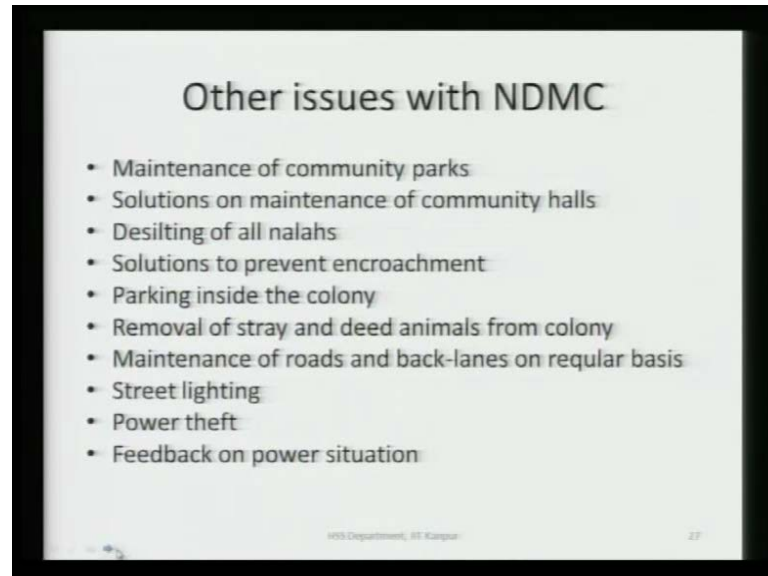 Other issues with NDMC
• Maintenance of community parks
• Solutions on maintenance of community halls
• Desilting of all nalahs
• Solutions to prevent encroachment
• Parking inside the colony
• Removal of stray and deed animals from colony
• Maintenance of roads and back-lanes on reqular basis
• Street lighting
• Power theft
• Feedback on power situation
HSS Department, IIT Kanpur
27